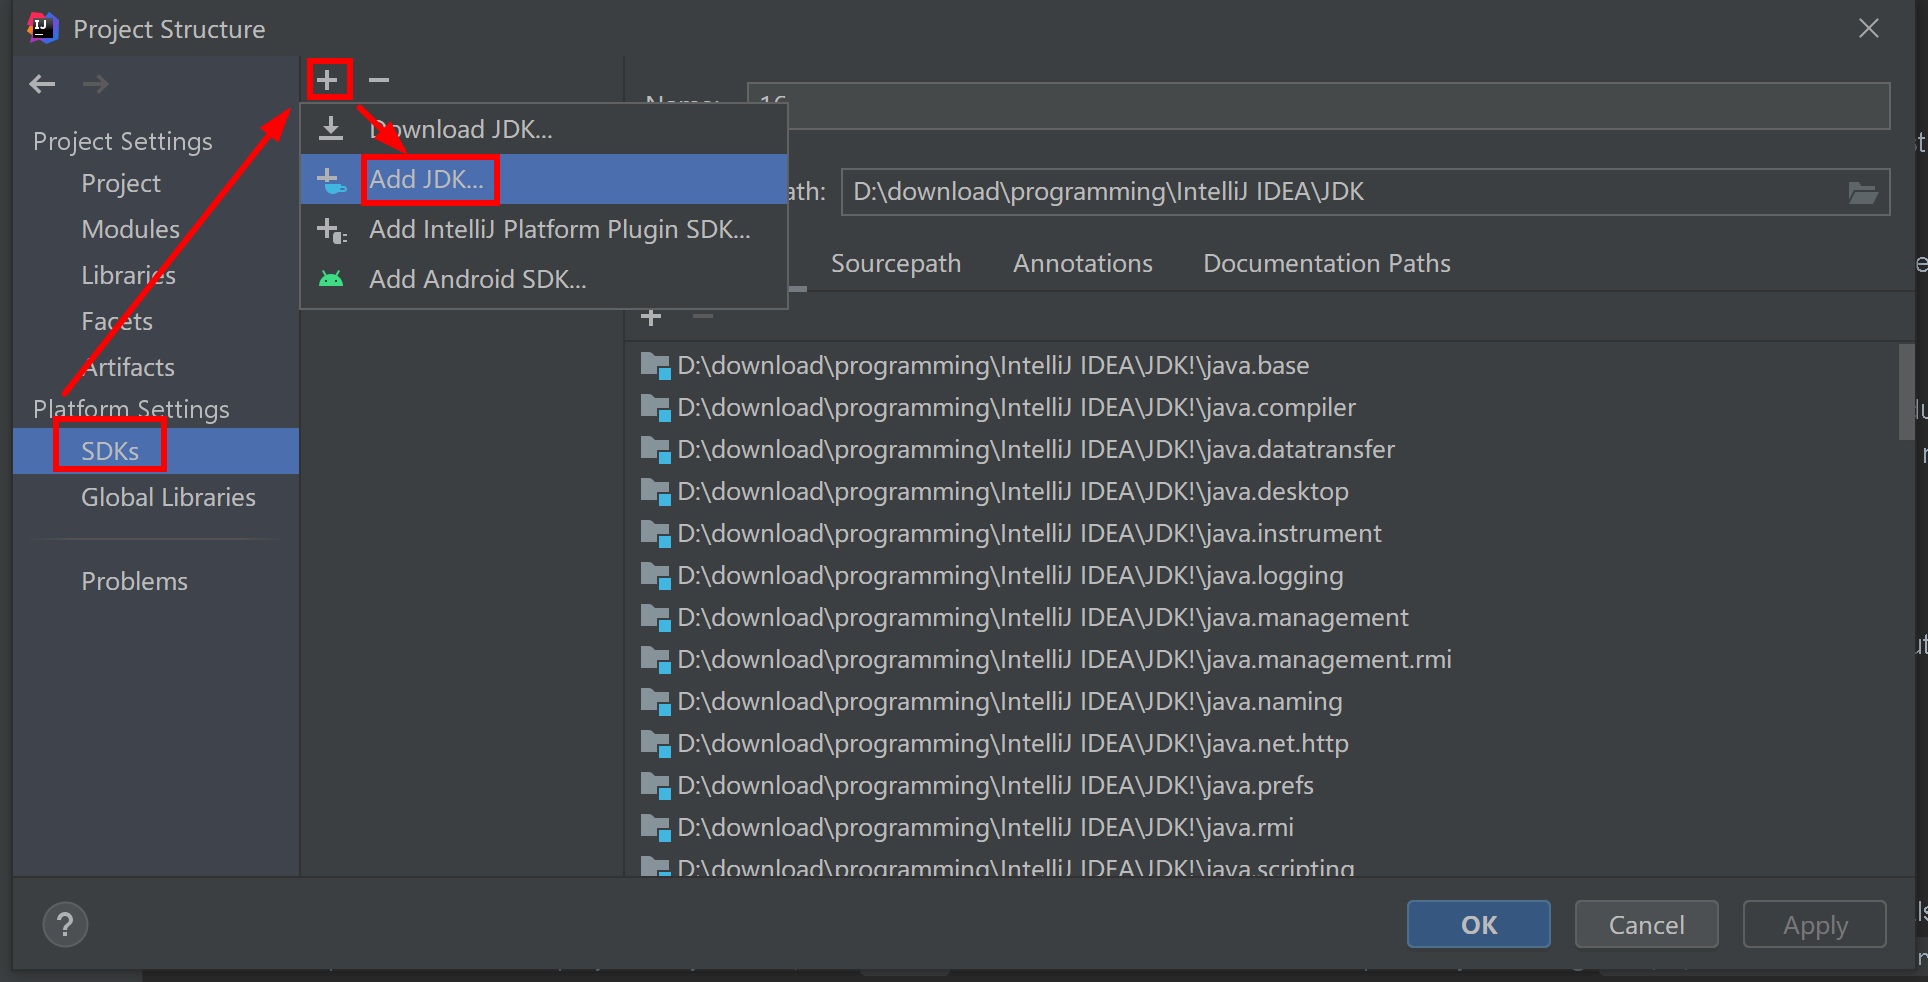 IJ
Project Structure
Project Settings
Project
Modules
Libraries
Facets
Artifacts
Platform Settings
SDKs
Global Libraries
Problems
Download JDK...
Add JDK...
Add IntelliJ Platform Plugin SDK...
Add Android SDK...
Name: 16
ath: D:\download\programming\IntelliJ IDEA\JDK
Sourcepath Annotations Documentation Paths
D:\download\programming\IntelliJ IDEA\JDK!\java.base
D:\download\programming\IntelliJ IDEA\JDK!\java.compiler
D:\download\programming\IntelliJ IDEA\JDK!\java.datatransfer
D:\download\programming\IntelliJ IDEA\JDK!\java.desktop
D:\download\programming\IntelliJ IDEA\JDK!\java.instrument
D:\download\programming\IntelliJ IDEA\JDK!\java.logging
D:\download\programming\IntelliJ IDEA\JDK!\java.management
D:\download\programming\IntelliJ IDEA\JDK!\java.management.rmi
D:\download\programming\IntelliJ IDEA\JDK!\java.naming
D:\download\programming\IntelliJ IDEA\JDK!\java.net.http
D:\download\programming\IntelliJ IDEA\JDK!\java.prefs
D:\download\programming\IntelliJ IDEA\JDK!\java.rmi
D:\download\programming\IntelliJ IDEA\JDK!\java.scripting
? OK Cancel Apply